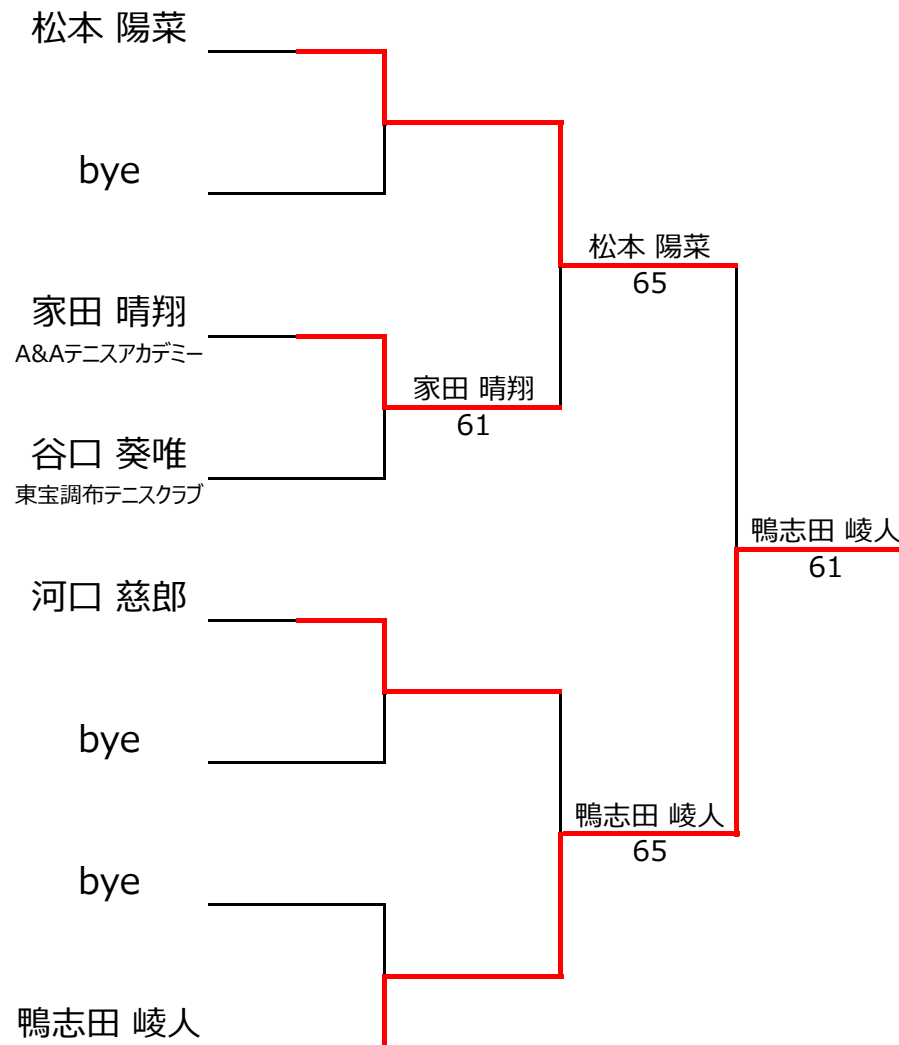 松本 陽菜
bye
松本 陽菜
65
家田 晴翔
A&Aテニスアカデミー
家田 晴翔
61
谷口 葵唯
東宝調布テニスクラブ
鴨志田 崚人
61
河口 慈郎
bye
鴨志田 崚人
65
bye
鴨志田 崚人